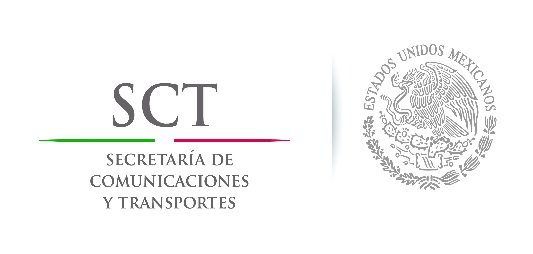 SCT
SECRETARÍA DE
COMUNICACIONES
Y TRANSPORTES
ESTADOS UNIDOS MEXICANOS